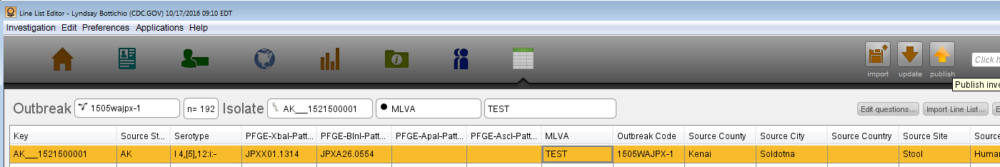 Line List Editor - Lyndsay Bottichio (CDC.GOV) 10/17/2016 09:10 EDT
Investigation Edit Preferences Applications Help
import update publish
Click h
Publish inve
Outbreak 1505wajpx-1 n= 192 Isolate AK___1521500001 MLVA TEST
Edit questions... Import Line List... E
Key Source St... Serotype PFGE-XbaI-Patt... PFGE-BlnI-Patt... PFGE-ApaI-Patt... PFGE-AscI-Patt... MLVA Outbreak Code Source County Source City Source Country Source Site Source
AK___1521500001 AK I 4,[5],12:i:- JPXX01.1314 JPXA26.0554 TEST 1505WAJPX-1 Kenai Soldotna Stool Human